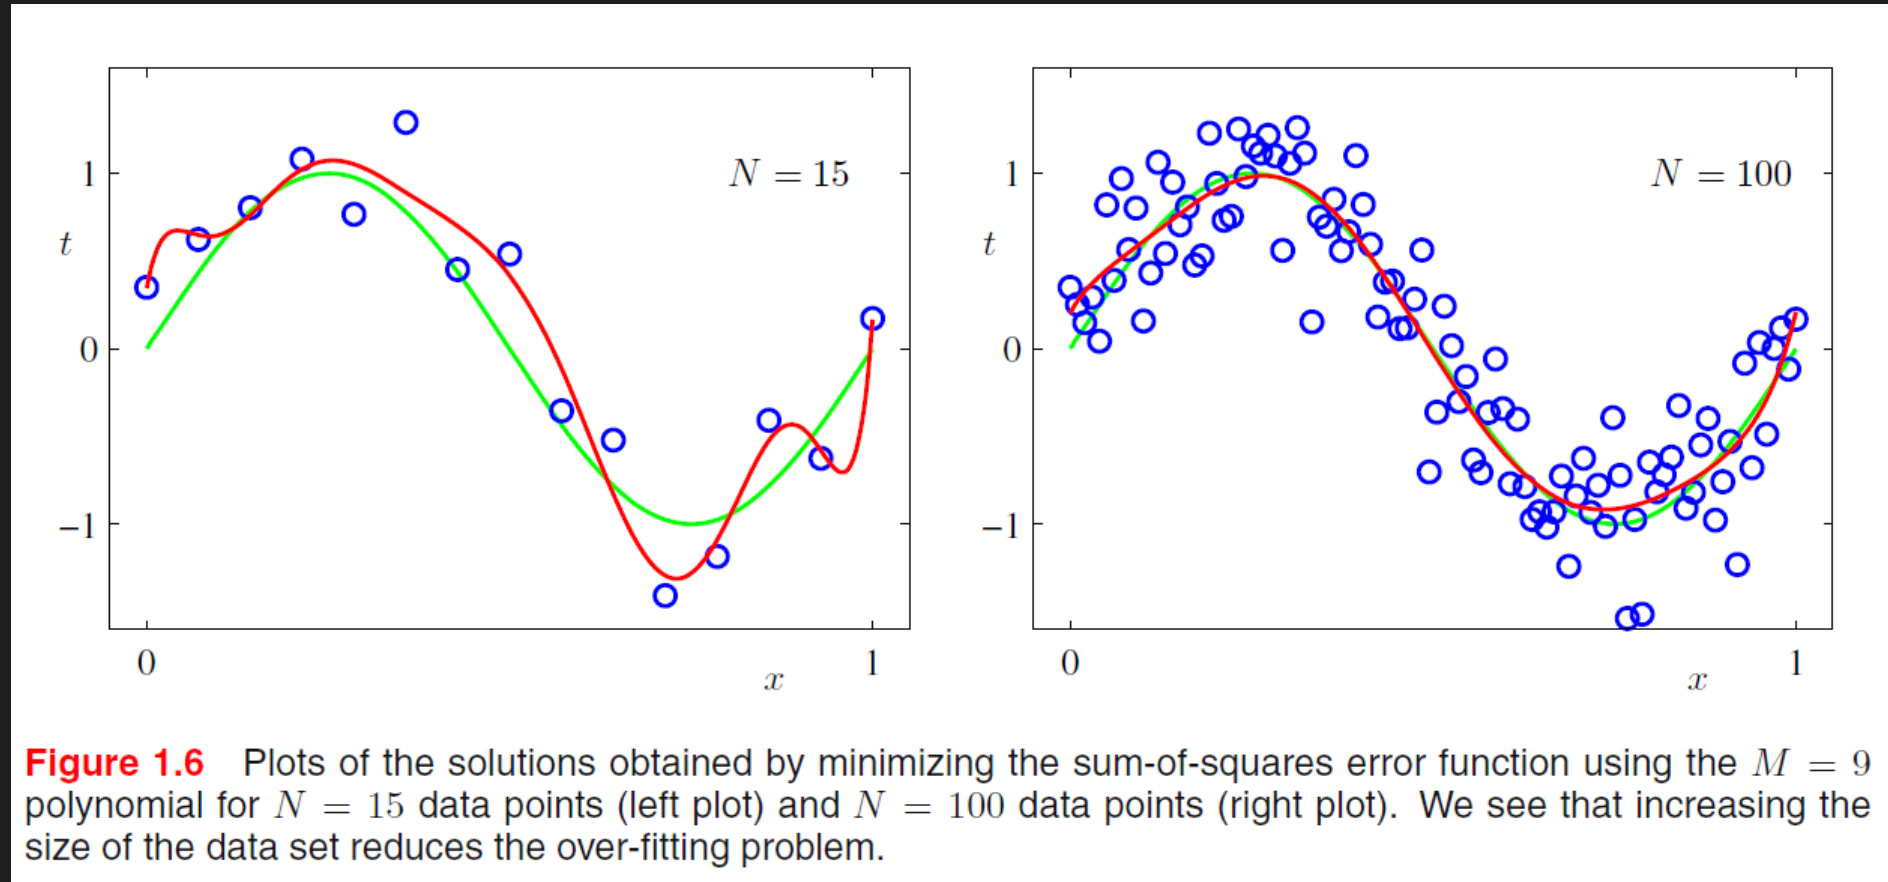 N = 15
1
t
0
−1
0
x
1
N = 100
1
t
0
−1
0
x
1
Figure 1.6 Plots of the solutions obtained by minimizing the sum-of-squares error function using the M = 9
polynomial for N = 15 data points (left plot) and N = 100 data points (right plot). We see that increasing the
size of the data set reduces the over-fitting problem.